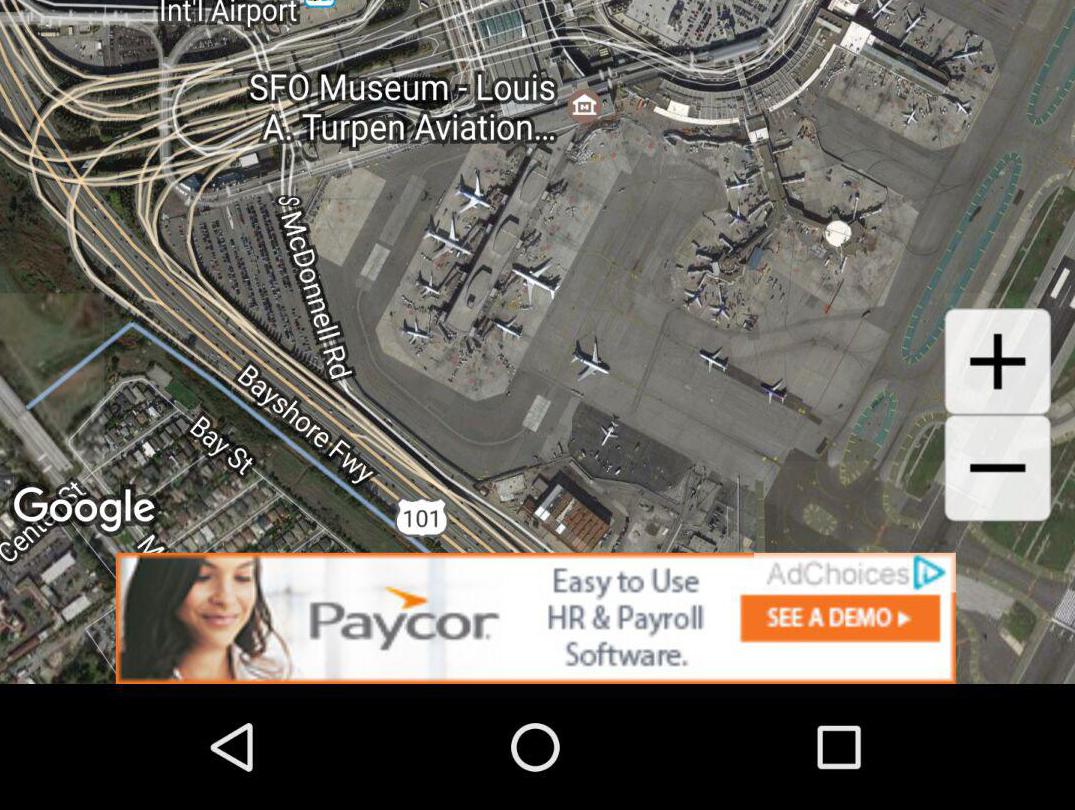 Int'l Airport
SFO Museum - Louis
A. Turpen Aviation...
S McDonnell Rd
Bayshore Fwy
Bay St
101
Google
St
AdChoices
Paycor
Easy to Use
HR & Payroll
Software.
SEE A DEMO